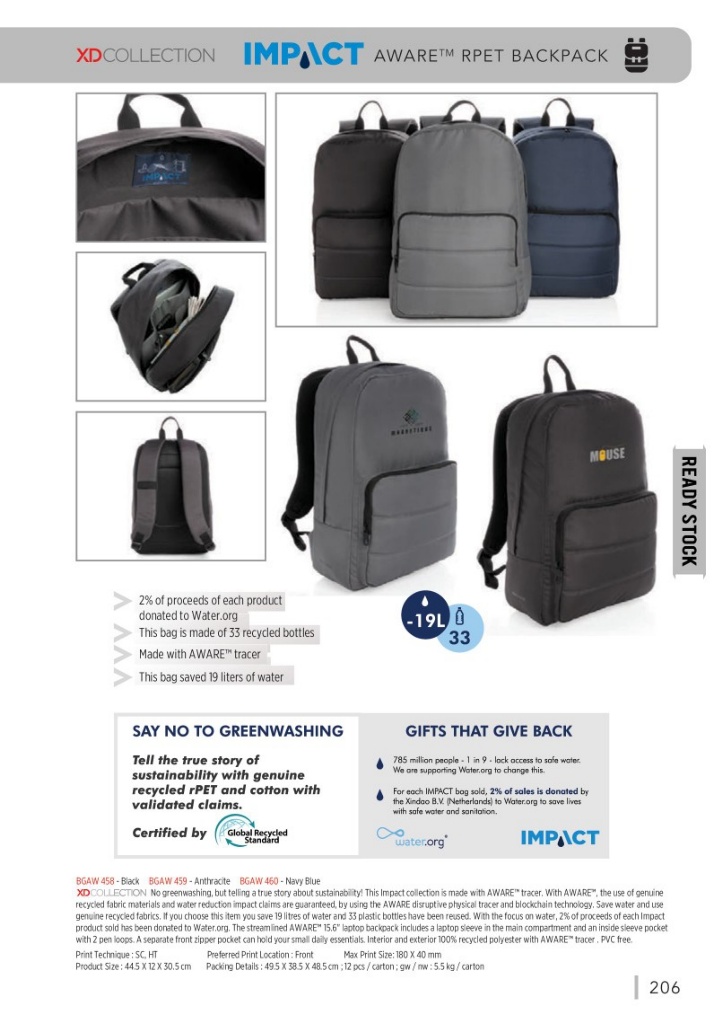 XDCOLLECTION IMPACT AWARE™ RPET BACKPACK
IMPACT
MOUSE
READY STOCK
2% of proceeds of each product
donated to Water.org
This bag is made of 33 recycled bottles
Made with AWARE™ tracer
This bag saved 19 liters of water
-19L
33
SAY NO TO GREENWASHING
Tell the true story of
sustainability with genuine
recycled rPET and cotton with
validated claims.
Certified by
Global Recycled
Standard
GIFTS THAT GIVE BACK
785 million people - 1 in 9 - lack access to safe water.
We are supporting Water.org to change this.
For each IMPACT bag sold, 2% of sales is donated by
the Xindao B.V. (Netherlands) to Water.org to save lives
with safe water and sanitation.
water.org
IMPACT
BGAW 458 - Black BGAW 459 - Anthracite BGAW 460 - Navy Blue
XDCOLLECTION No greenwashing, but telling a true story about sustainability! This Impact collection is made with AWARE™ tracer. With AWARE™, the use of genuine
recycled fabric materials and water reduction impact claims are guaranteed, by using the AWARE disruptive physical tracer and blockchain technology. Save water and use
genuine recycled fabrics. If you choose this item you save 19 litres of water and 33 plastic bottles have been reused. With the focus on water, 2% of proceeds of each Impact
product sold has been donated to Water.org. The streamlined AWARE™ 15.6" laptop backpack includes a laptop sleeve in the main compartment and an inside sleeve pocket
with 2 pen loops. A separate front zipper pocket can hold your small daily essentials. Interior and exterior 100% recycled polyester with AWARE™ tracer . PVC free.
Print Technique : SC, HT Preferred Print Location : Front Max Print Size: 180 X 40 mm
Product Size : 44.5 X 12 X 30.5 cm Packing Details : 49.5 X 38.5 X 48.5 cm ; 12 pcs / carton ; gw / nw : 5.5 kg / carton
206